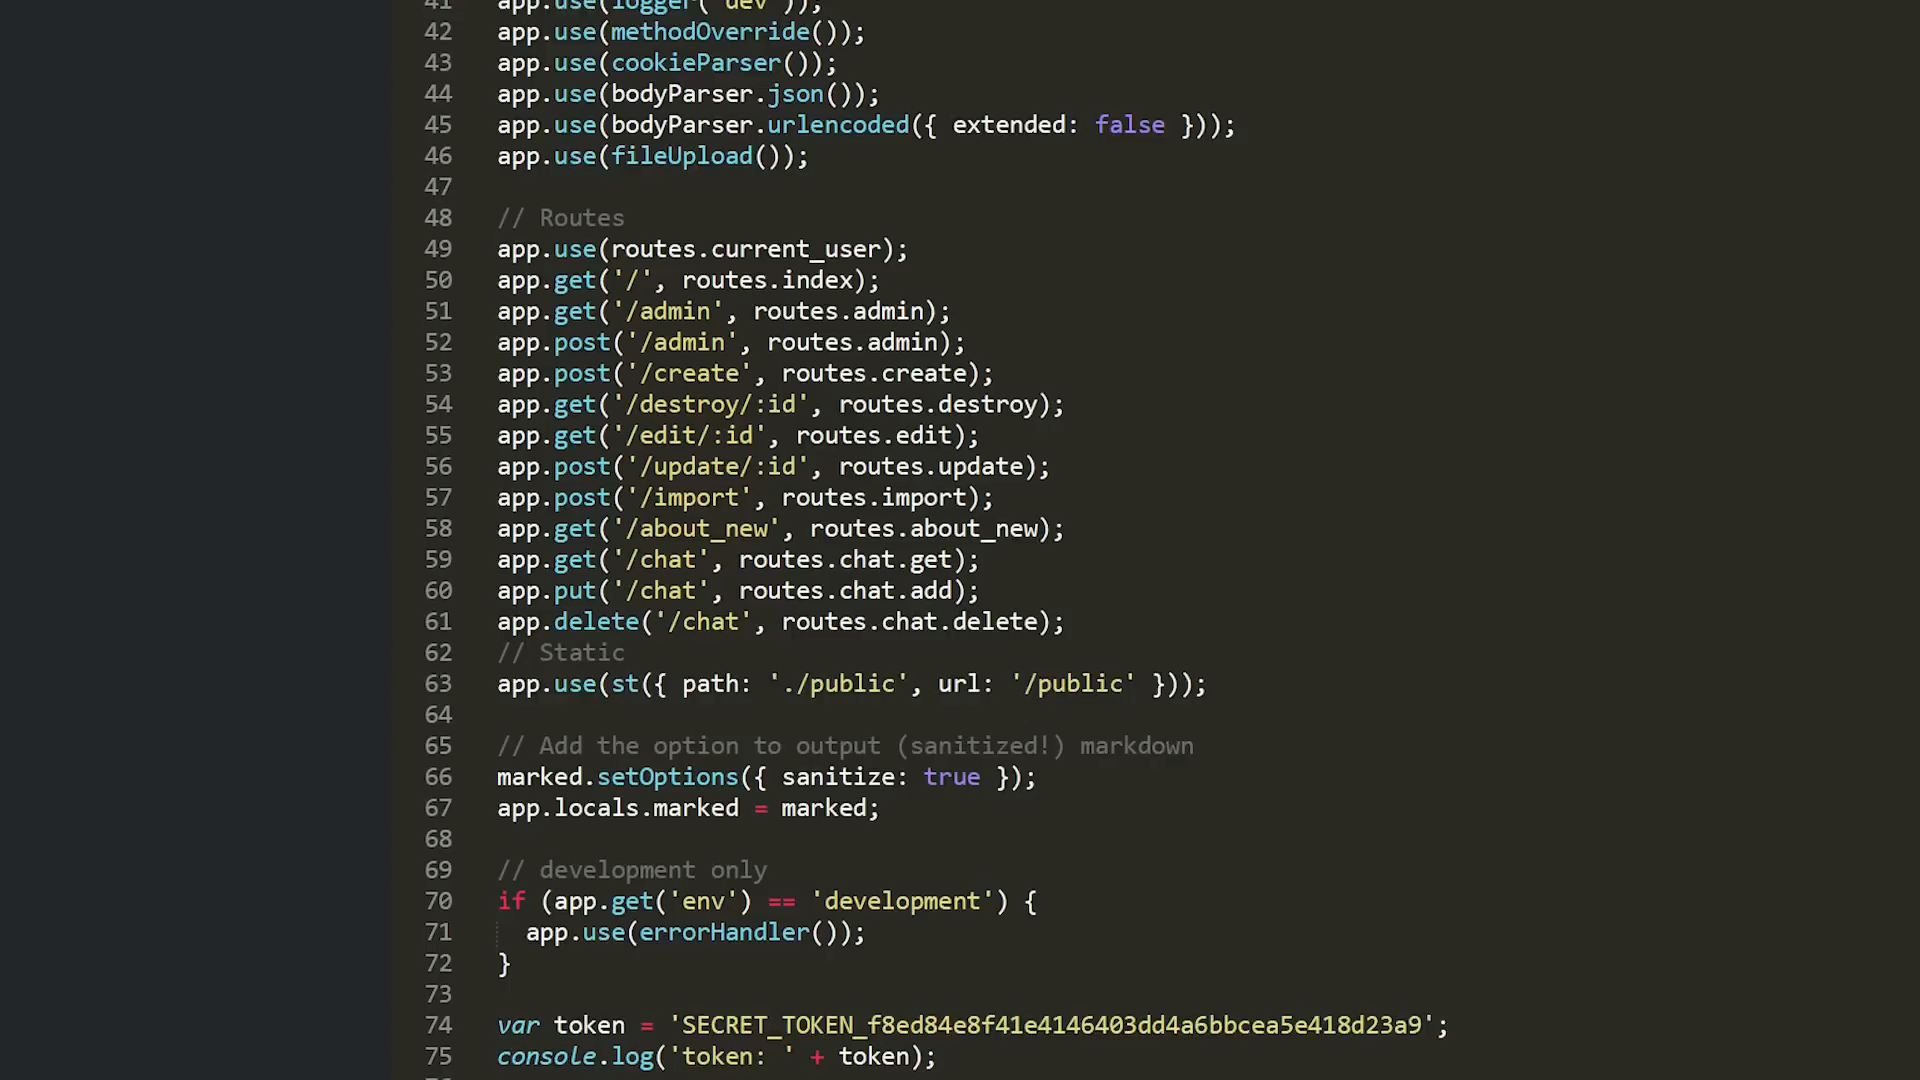 41 app.use(logger('dev'));
42 app.use(methodOverride());
43 app.use(cookieParser());
44 app.use(bodyParser.json());
45 app.use(bodyParser.urlencoded({ extended: false }));
46 app.use(fileUpload());
47
48 // Routes
49 app.use(routes.current_user);
50 app.get('/', routes.index);
51 app.get('/admin', routes.admin);
52 app.post('/admin', routes.admin);
53 app.post('/create', routes.create);
54 app.get('/destroy/:id', routes.destroy);
55 app.get('/edit/:id', routes.edit);
56 app.post('/update/:id', routes.update);
57 app.post('/import', routes.import);
58 app.get('/about_new', routes.about_new);
59 app.get('/chat', routes.chat.get);
60 app.put('/chat', routes.chat.add);
61 app.delete('/chat', routes.chat.delete);
62 // Static
63 app.use(st({ path: './public', url: '/public' }));
64
65 // Add the option to output (sanitized!) markdown
66 marked.setOptions({ sanitize: true });
67 app.locals.marked = marked;
68
69 // development only
70 if (app.get('env') == 'development') {
71 app.use(errorHandler());
72 }
73
74 var token = 'SECRET_TOKEN_f8ed84e8f41e4146403dd4a6bbcea5e418d23a9';
75 console.log('token: ' + token);